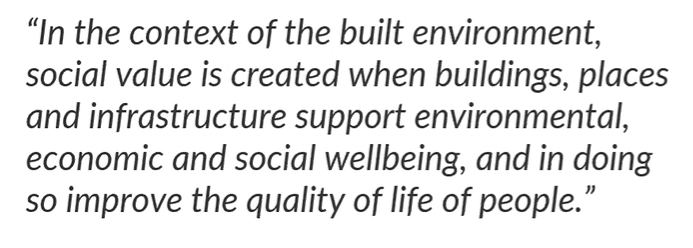 “In the context of the built environment,
social value is created when buildings, places
and infrastructure support environmental,
economic and social wellbeing, and in doing
so improve the quality of life of people.”